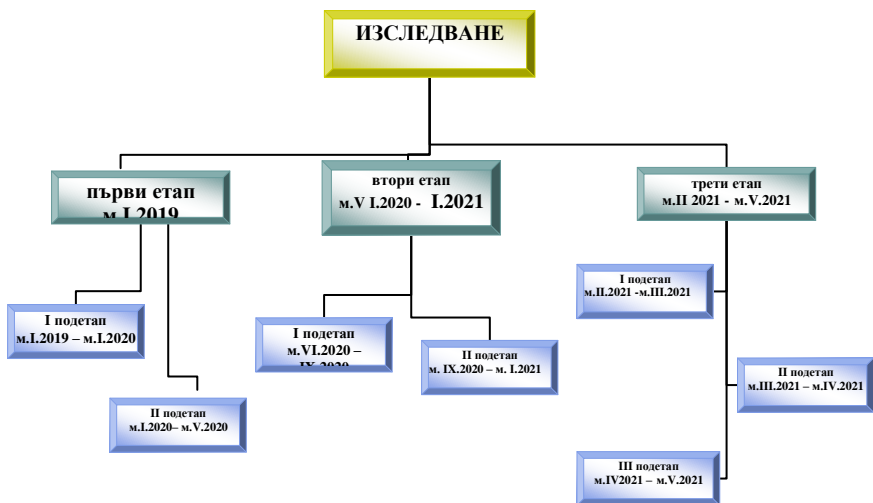 ИЗСЛЕДВАНЕ
първи етап
м.I.2019
втори етап
м.V I.2020 - I.2021
трети етап
м.II 2021 - м.V.2021
I подетап
м.I.2019 – м.I.2020
II подетап
м.I.2020– м.V.2020
I подетап
м.VI.2020 –
IX.2020
II подетап
м. IX.2020 – м. I.2021
I подетап
м.II.2021 -м.III.2021
II подетап
м.III.2021 – м.IV.2021
III подетап
м.IV2021 – м.V.2021